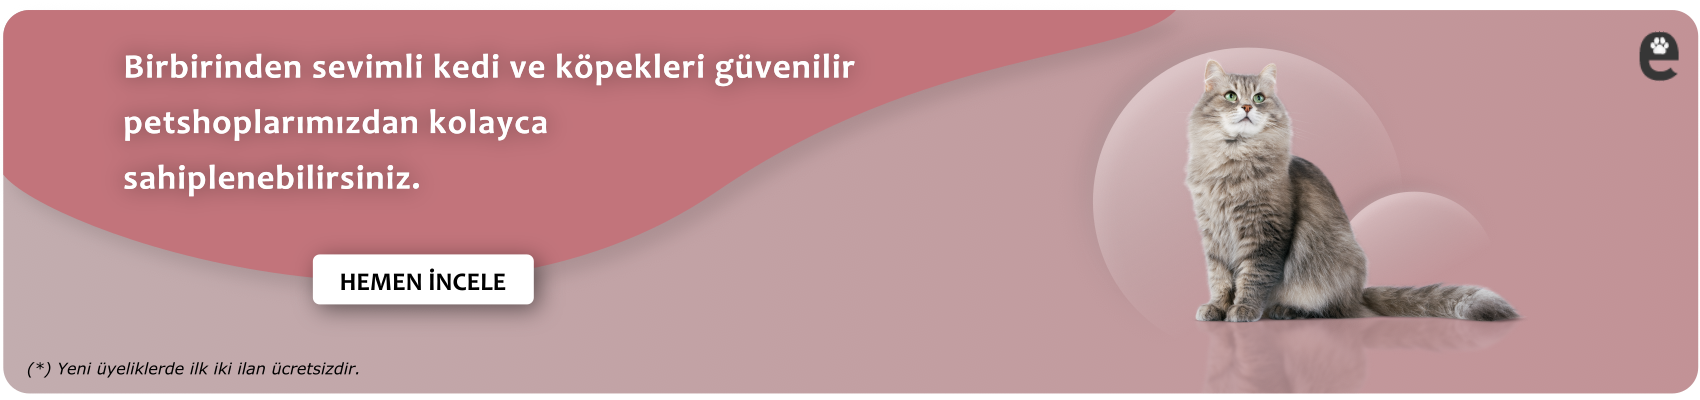 Birbirinden sevimli kedi ve köpekleri güvenilir
petshoplarımızdan kolayca
sahiplenebilirsiniz.
HEMEN İNCELE
(*) Yeni üyeliklerde ilk iki ilan ücretsizdir.
e